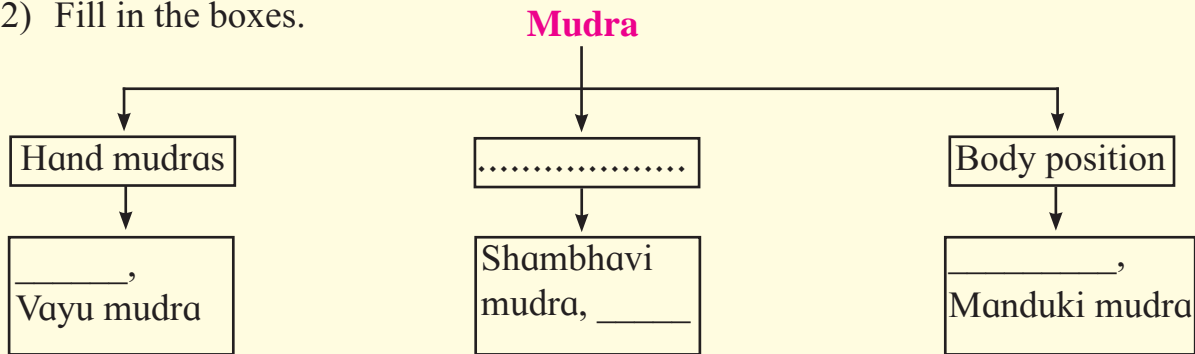 2) Fill in the boxes.
Mudra
Hand mudras
...................
Body position
______,
Vayu mudra
Shambhavi
mudra, _____
_________,
Manduki mudra